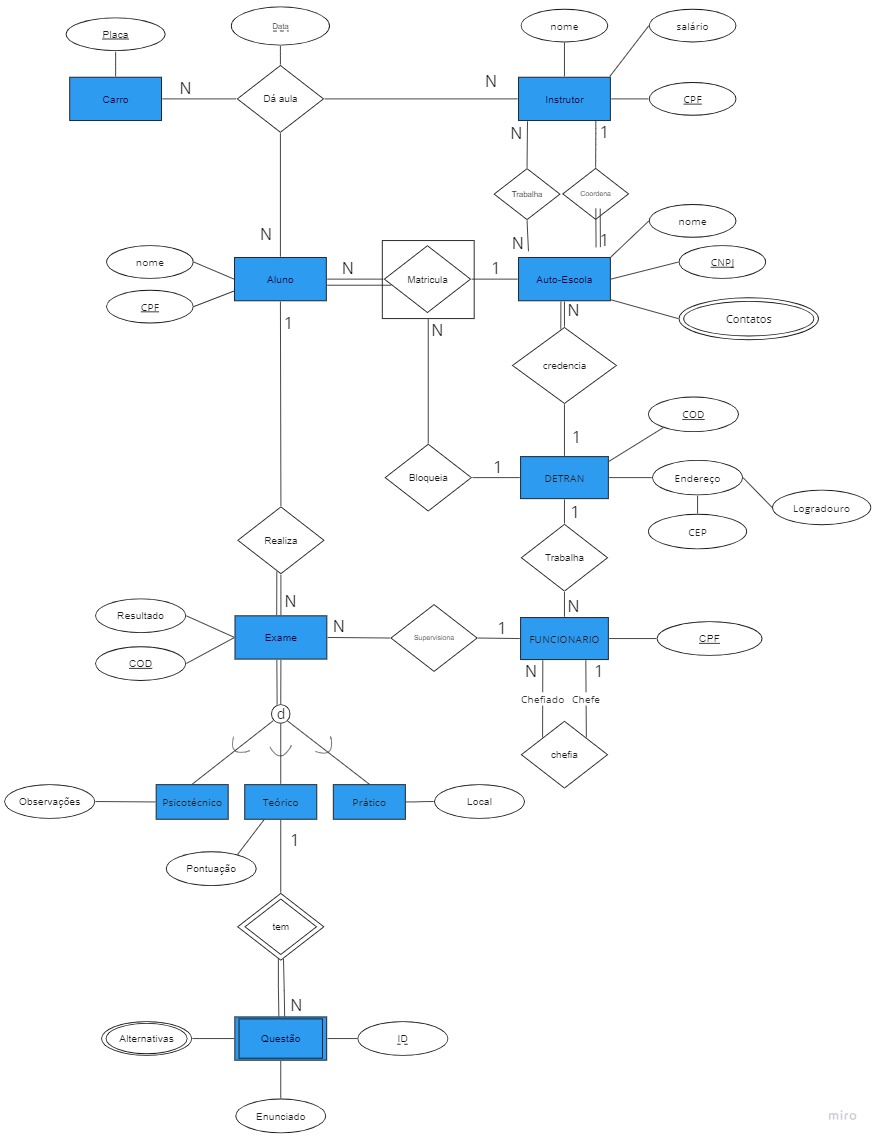 Placa
Data
nome
salário
N
N
Carro
Dá aula
Instrutor
CPF
N
1
Trabalha
Coordena
nome
N
N
1
nome
N
1
CNPJ
Aluno
Matricula
Auto-Escola
CPF
N
Contatos
1
N
credencia
COD
1
1
Bloqueia
DETRAN
Endereço
Logradouro
1
CEP
Realiza
Trabalha
N
N
Resultado
N
1
Exame
Supervisiona
FUNCIONARIO
CPF
COD
N
1
Chefiado
Chefe
d
chefia
Observações
Psicotécnico
Teórico
Prático
Local
1
Pontuação
tem
N
Alternativas
Questão
ID
Enunciado
miro